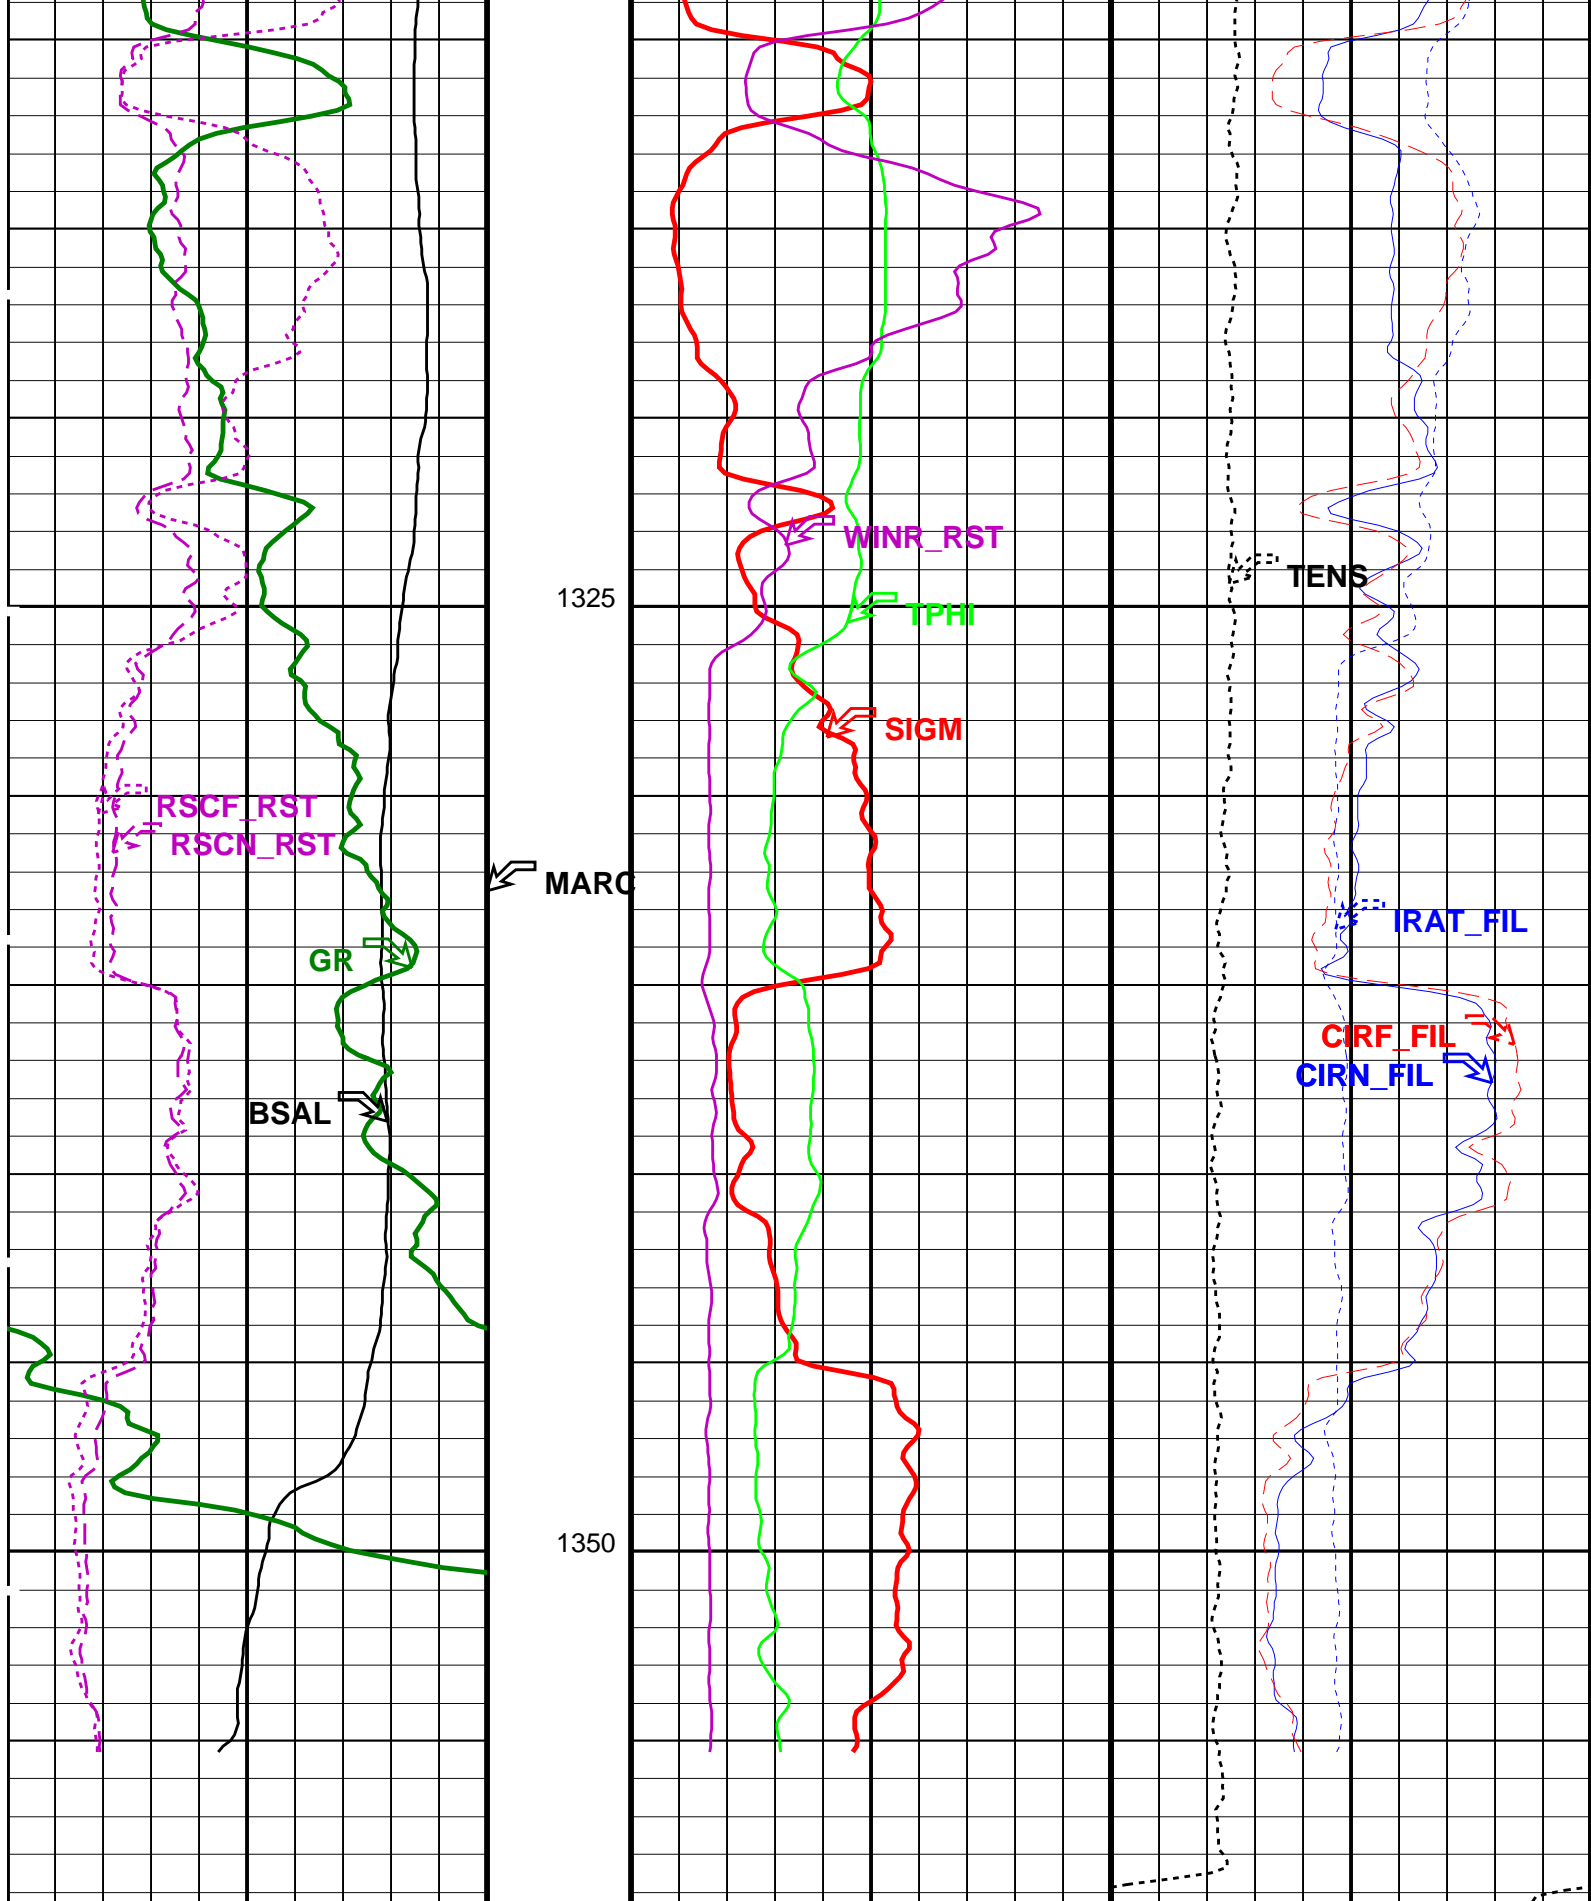 WINR_RST
TENS
1325
TPHI
SIGM
RSCF_RST
RSCN_RST
MARC
IRAT_FIL
GR
CIRF_FIL
CIRN_FIL
BSAL
1350